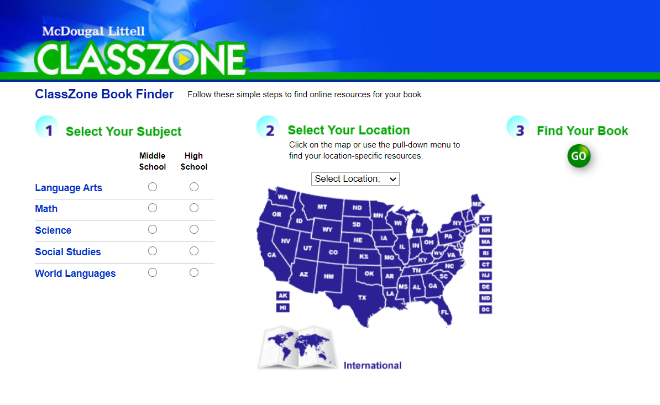 McDougal Littell
CLASSZONE
ClassZone Book Finder
Follow these simple steps to find online resources for your book
1 Select Your Subject
Middle School
High School
Language Arts
Math
Science
Social Studies
World Languages
2 Select Your Location
Click on the map or use the pull-down menu to
find your location-specific resources.
Select Location:
WA
MT
ND
MN
ME
OR
ID
SD
WI
MI
NY
VT
WY
NH
NV
NE
IA
PA
MA
UT
CO
IL
IN
OH
RI
CA
KS
MO
WV
VA
KY
CT
AZ
NM
OK
AR
TN
NC
NJ
SC
DE
MS
AL
GA
MD
AK
TX
LA
DC
HI
FL
International
3 Find Your Book
GO